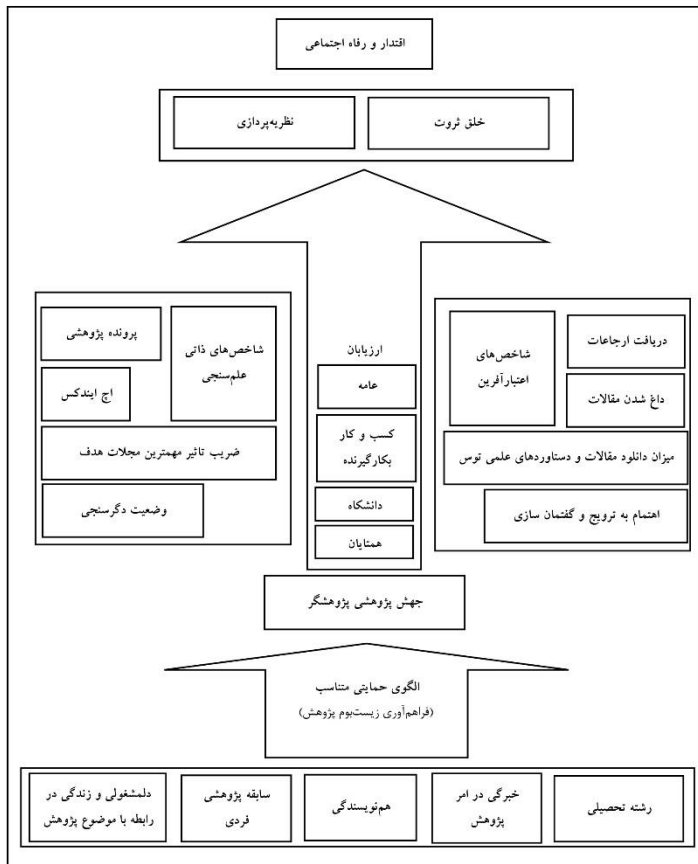 اقتدار و رفاه اجتماعی
خلق ثروت
نظریه‌پردازی
دریافت ارجاعات
شاخص‌های
اعتبارآفرین
داغ شدن مقالات
میزان دانلود مقالات و دستاوردهای علمی توس
اهتمام به ترویج و گفتمان سازی
ارزیابان
عامه
کسب و کار
بکارگیرنده
دانشگاه
همتایان
شاخص‌های ذاتی
علم‌سنجی
پرونده پژوهشی
اچ ایندکس
ضریب تاثیر مهمترین مجلات هدف
وضعیت دگرسنجی
جهش پژوهشی پژوهشگر
الگوی حمایتی متناسب
(فراهم‌آوری زیست‌بوم پژوهش)
رشته تحصیلی
خبرگی در امر
پژوهش
هم‌نویسندگی
سابقه پژوهشی
فردی
دلمشغولی و زندگی در
رابطه با موضوع پژوهش